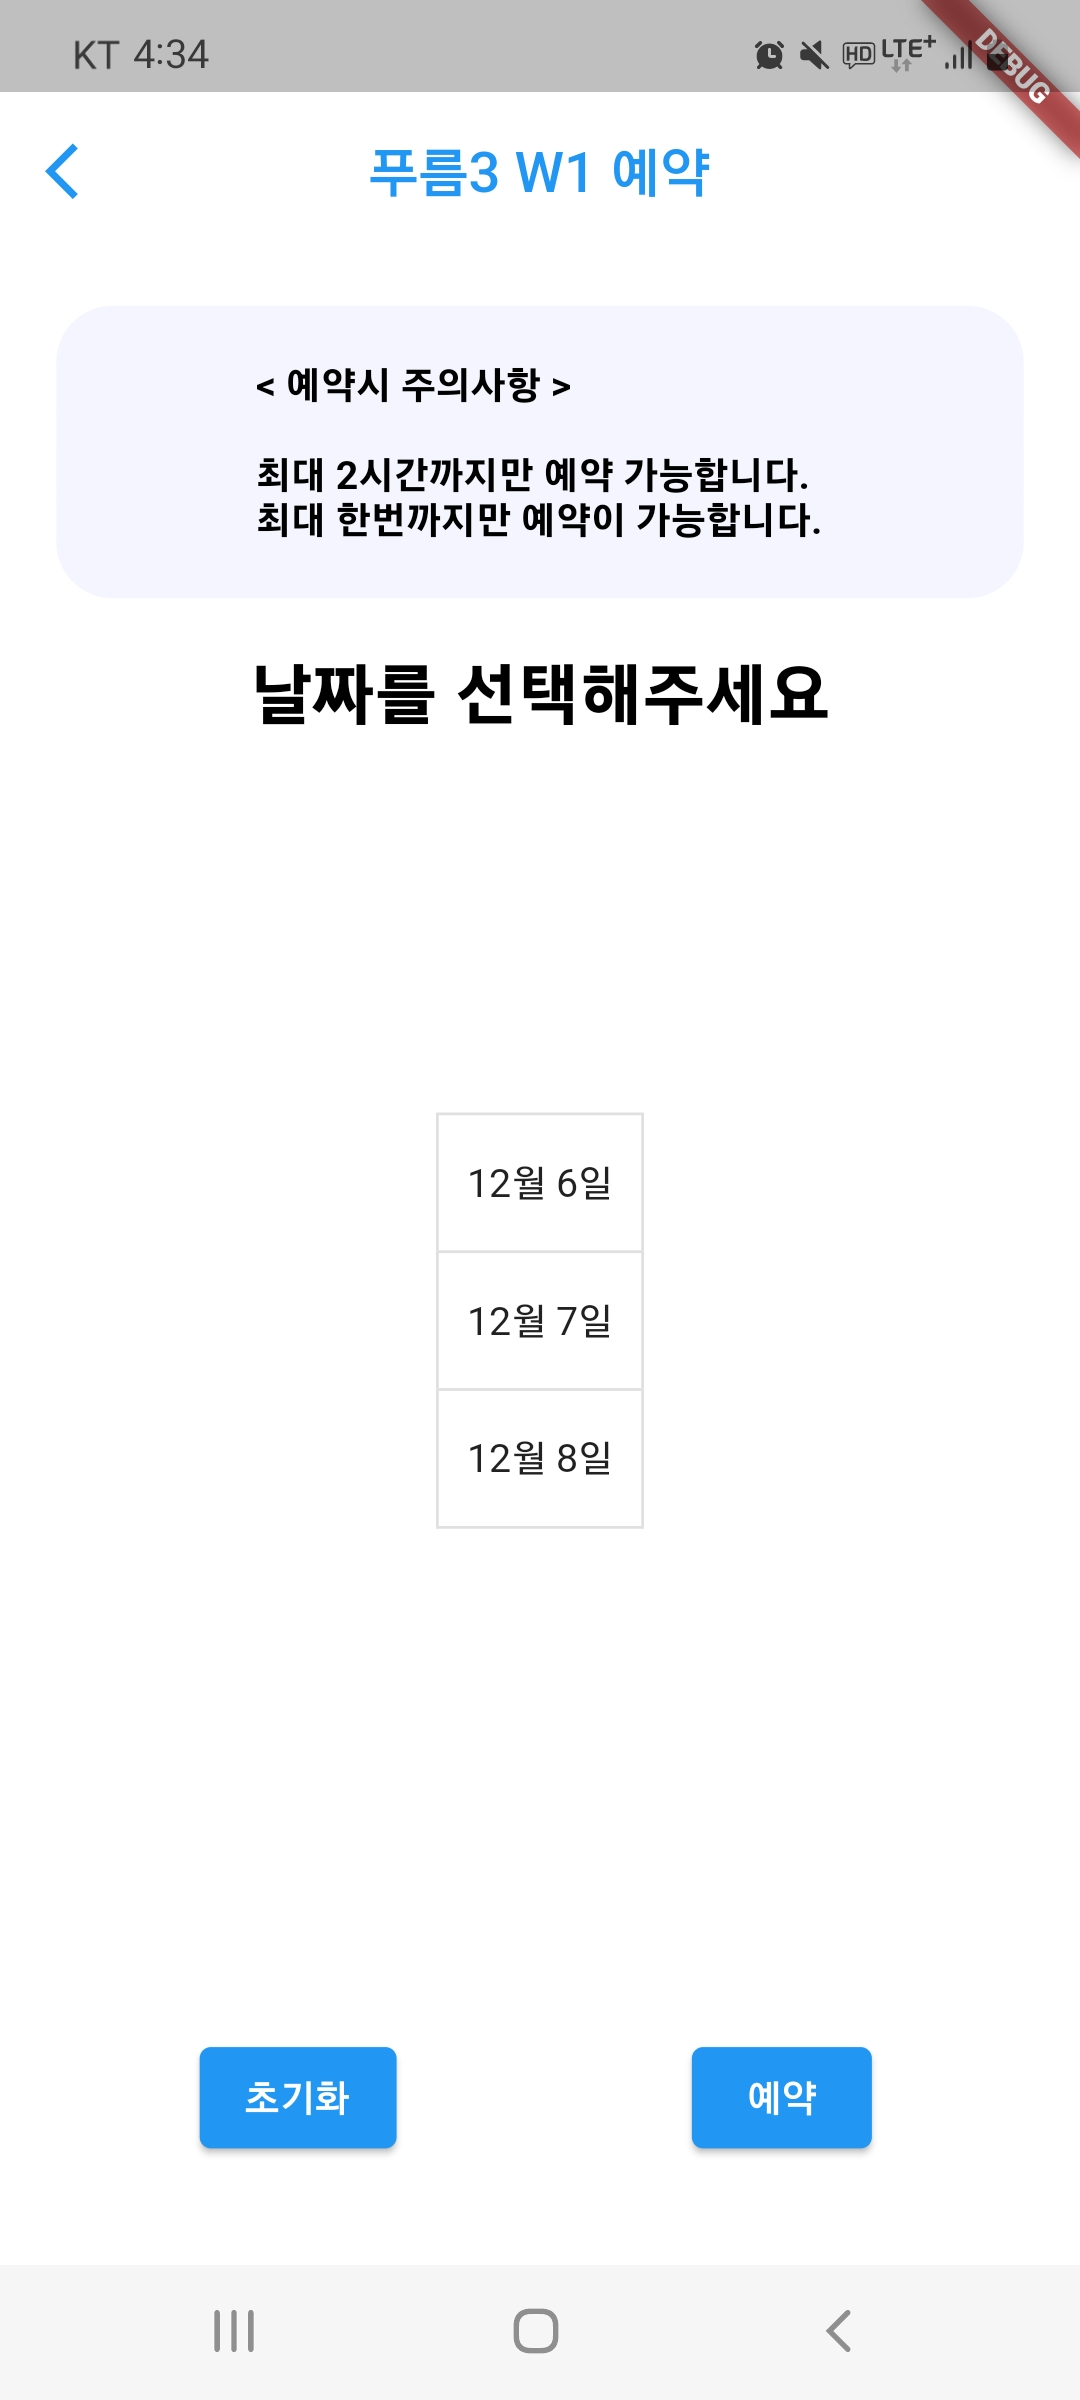 KT 4:34
HD LTE+
DEBUG
푸름3 W1 예약
< 예약시 주의사항 >
최대 2시간까지만 예약 가능합니다.
최대 한번까지만 예약이 가능합니다.
날짜를 선택해주세요
12월 6일
12월 7일
12월 8일
초기화 예약